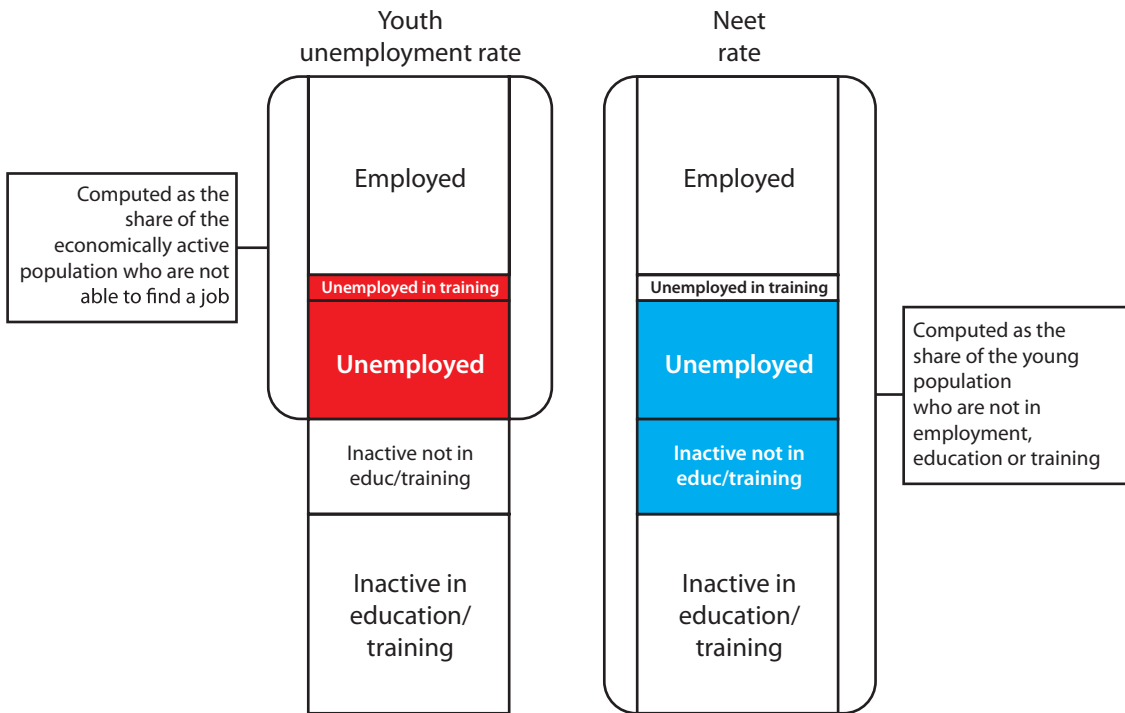 Youth
unemployment rate
Neet
rate
Computed as the
share of the
economically active
population who are not
able to find a job
Employed
Unemployed in training
Unemployed
Inactive not in
educ/training
Inactive in
education/
training
Employed
Unemployed in training
Unemployed
Inactive not in
educ/training
Inactive in
education/
training
Computed as the
share of the young
population
who are not in
employment,
education or training